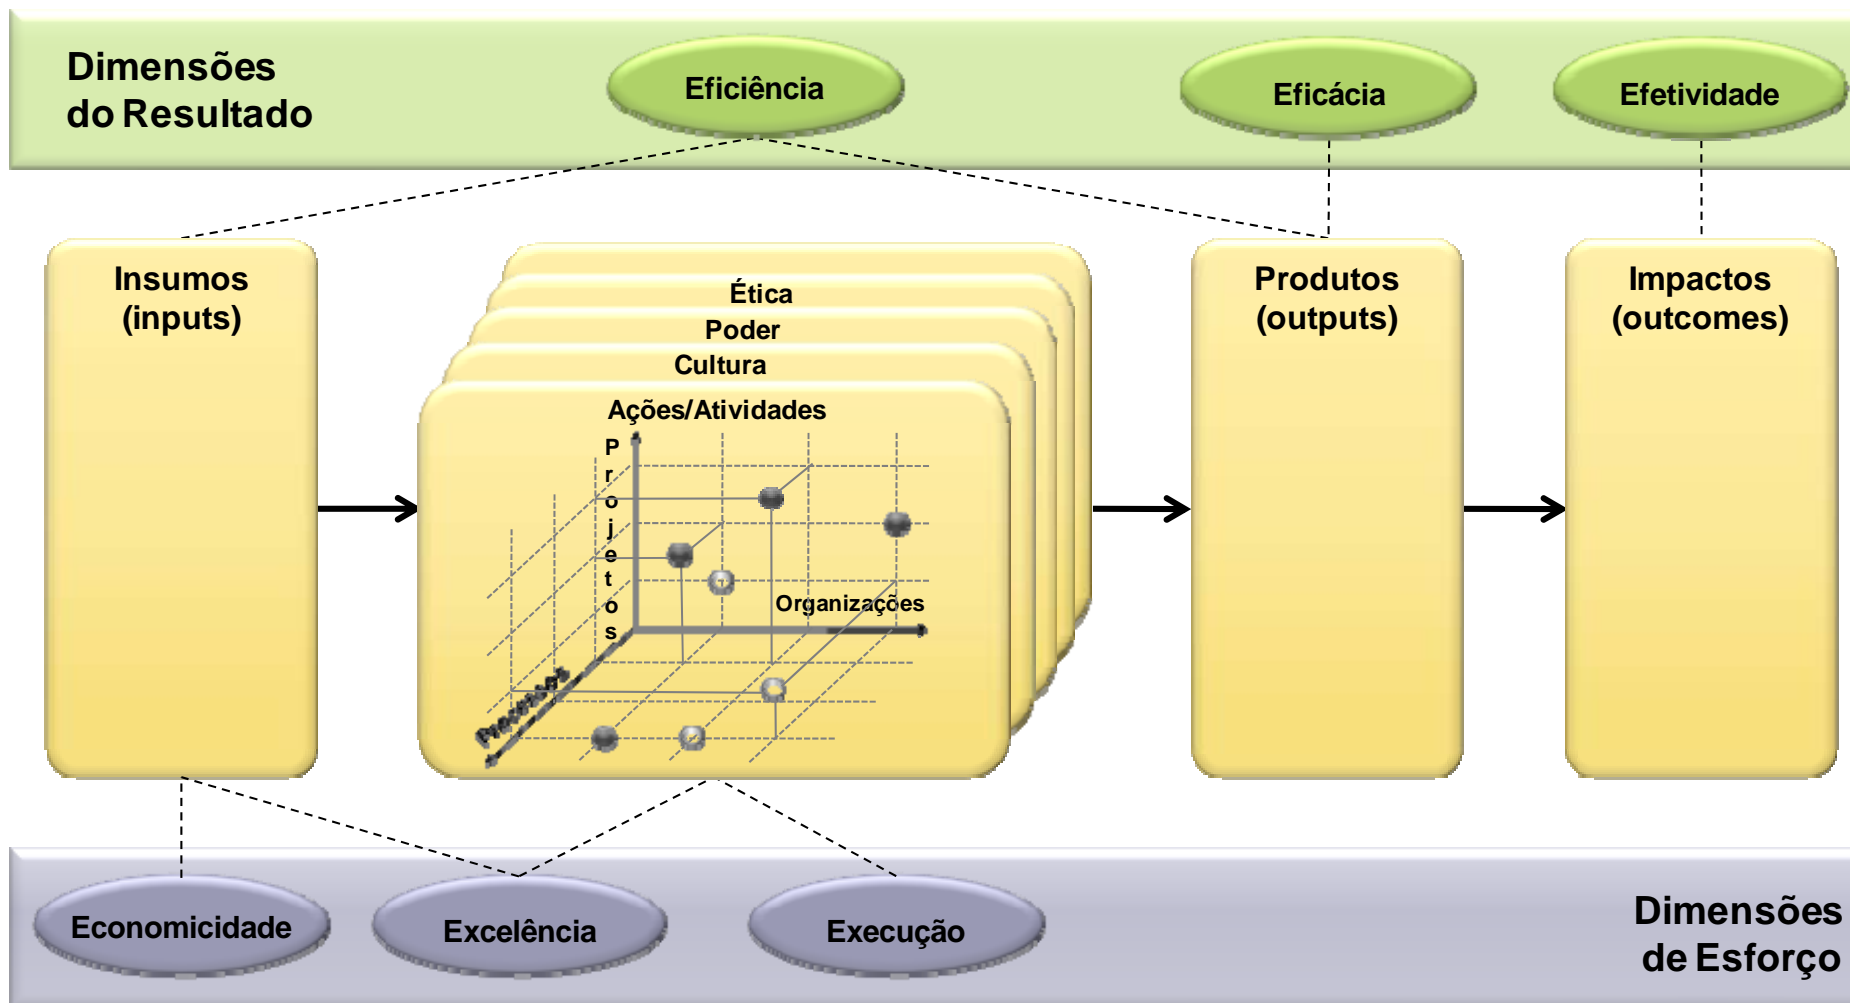 Dimensões
do Resultado
Eficiência
Eficácia
Efetividade
Insumos
(inputs)
Ética
Poder
Cultura
Ações/Atividades
Projetos
Organizações
Produtos
(outputs)
Impactos
(outcomes)
Economicidade
Excelência
Execução
Dimensões
de Esforço